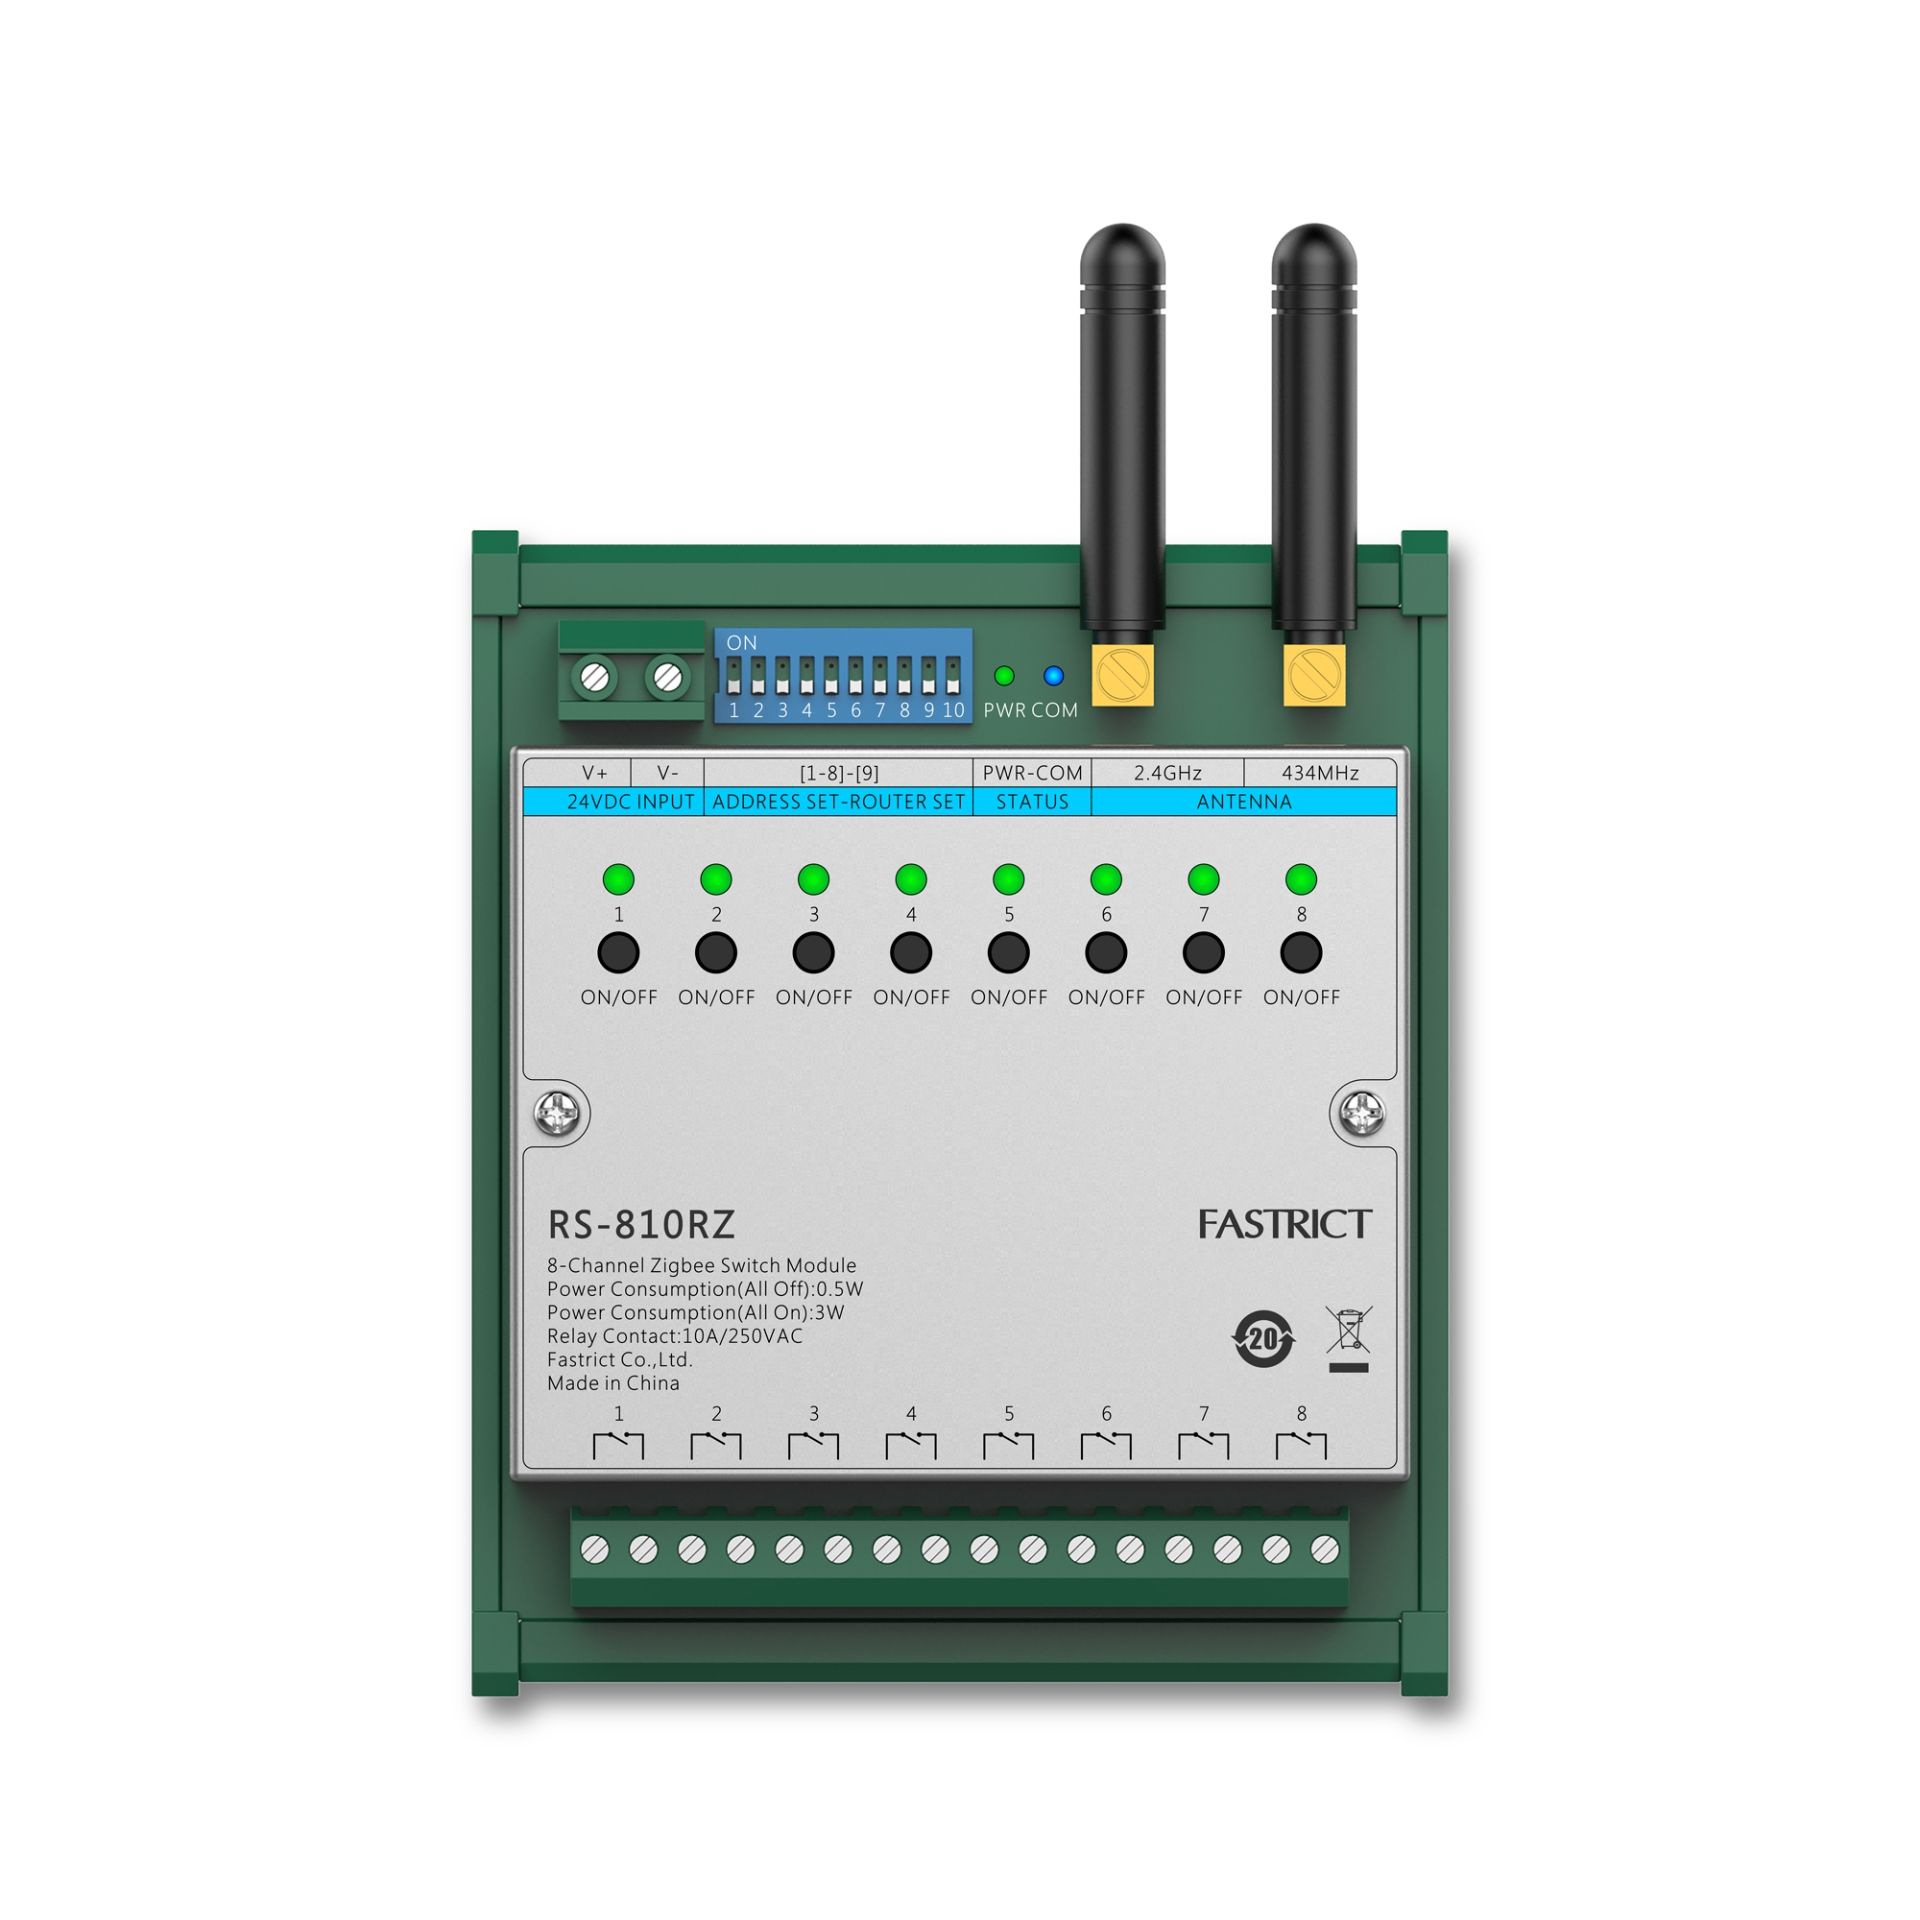 ON
1 2 3 4 5 6 7 8 9 10
PWR COM
V+ V- [1-8]-[9] PWR-COM 2.4GHz 434MHz
24VDC INPUT ADDRESS SET-ROUTER SET STATUS ANTENNA
1 2 3 4 5 6 7 8
ON/OFF ON/OFF ON/OFF ON/OFF ON/OFF ON/OFF ON/OFF ON/OFF
RS-810RZ
FASTRICT
8-Channel Zigbee Switch Module
Power Consumption(All Off):0.5W
Power Consumption(All On):3W
Relay Contact:10A/250VAC
Fastrict Co.,Ltd.
Made in China
20
1 2 3 4 5 6 7 8